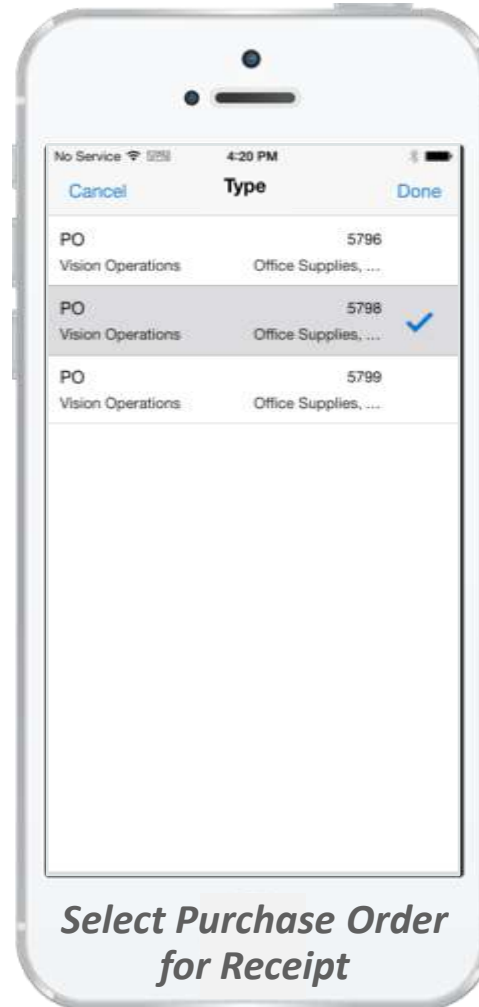 No Service 4:20 PM
Cancel Type Done
PO 5796
Vision Operations Office Supplies, ...
PO 5798
Vision Operations Office Supplies, ...
PO 5799
Vision Operations Office Supplies, ...
Select Purchase Order
for Receipt